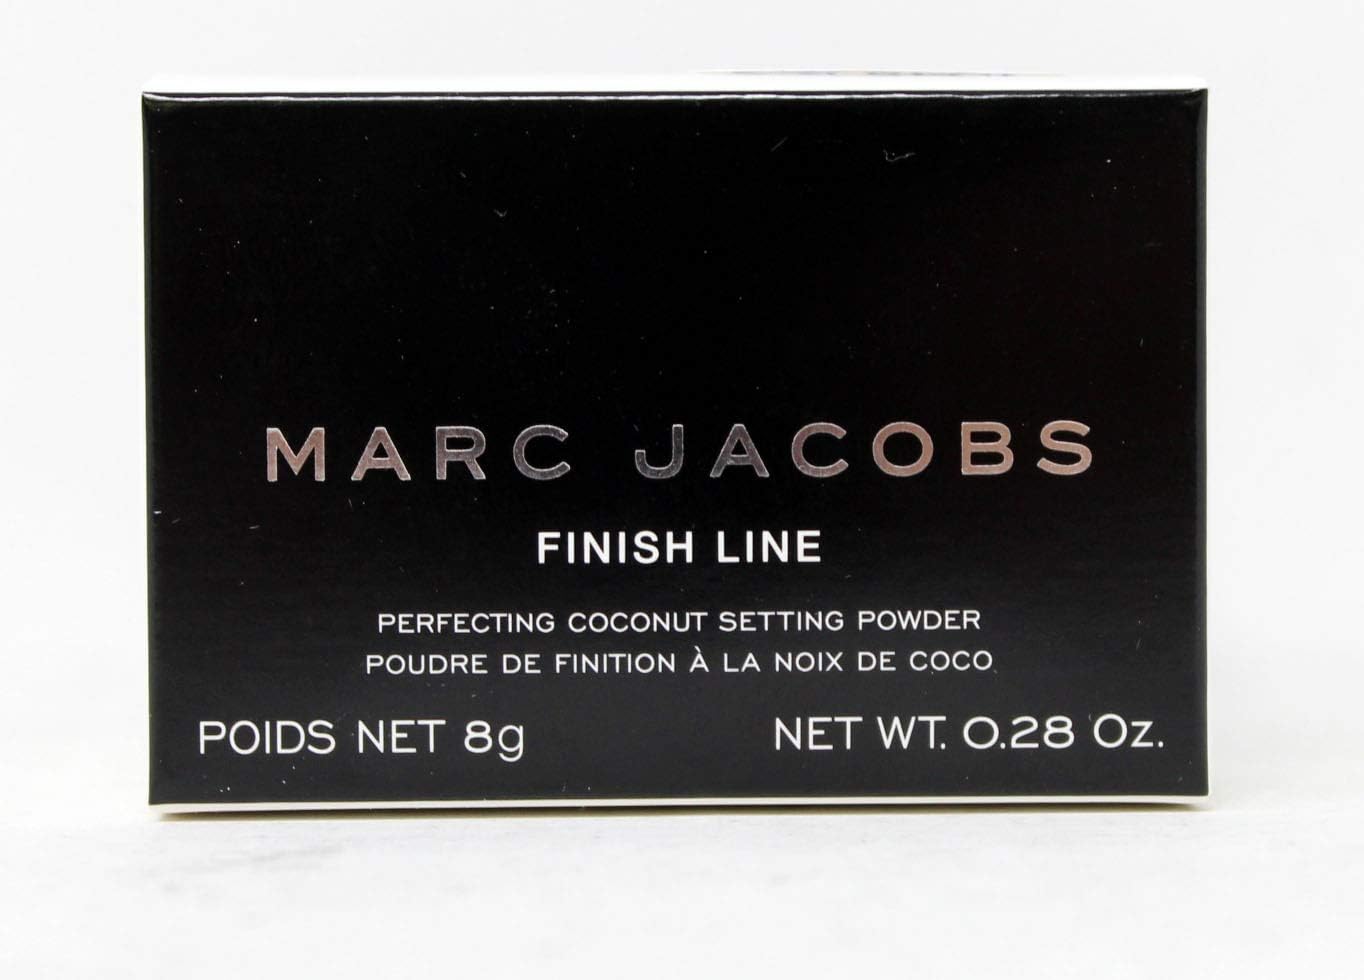 MARC JACOBS
FINISH LINE
PERFECTING COCONUT SETTING POWDER
POUDRE DE FINITION À LA NOIX DE COCO
POIDS NET 8g NET WT. 0.28 Oz.